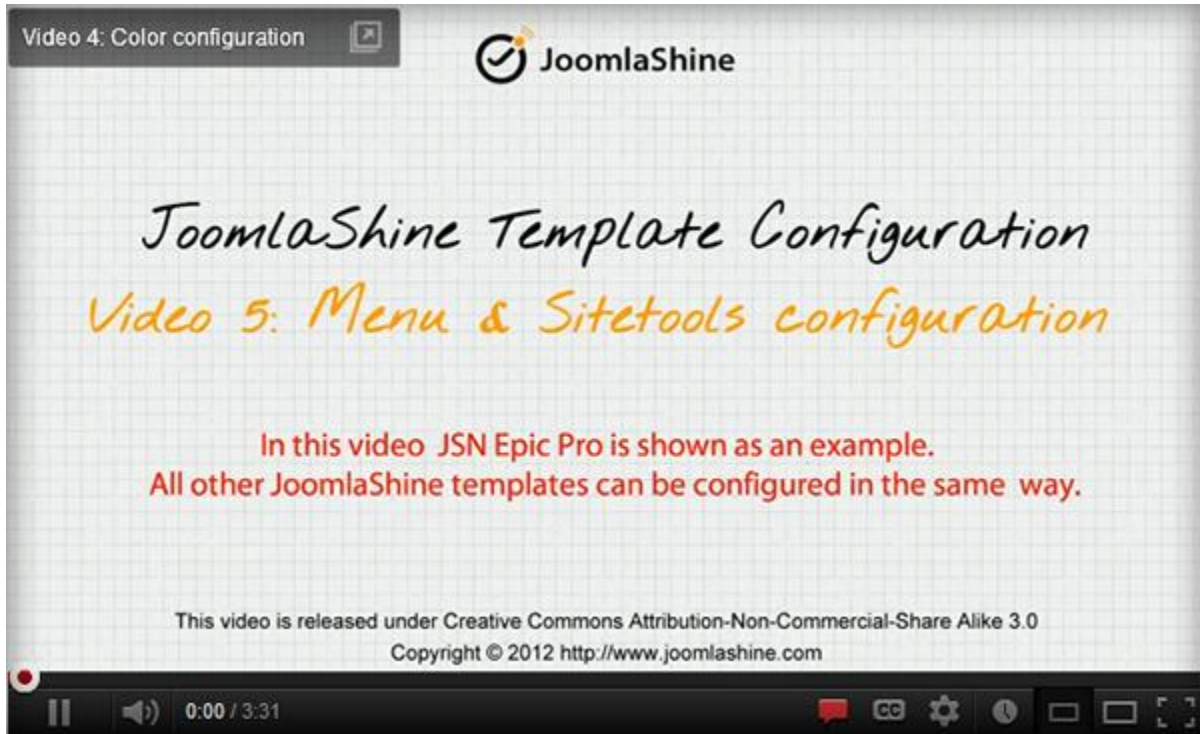 Video 4: Color configuration
JoomlaShine
JoomlaShine Template Configuration
Video 5: Menu & Sitetools configuration
In this video JSN Epic Pro is shown as an example.
All other JoomlaShine templates can be configured in the same way.
This video is released under Creative Commons Attribution-Non-Commercial-Share Alike 3.0
Copyright © 2012 http://www.joomlashine.com
0:00 / 3:31
CC